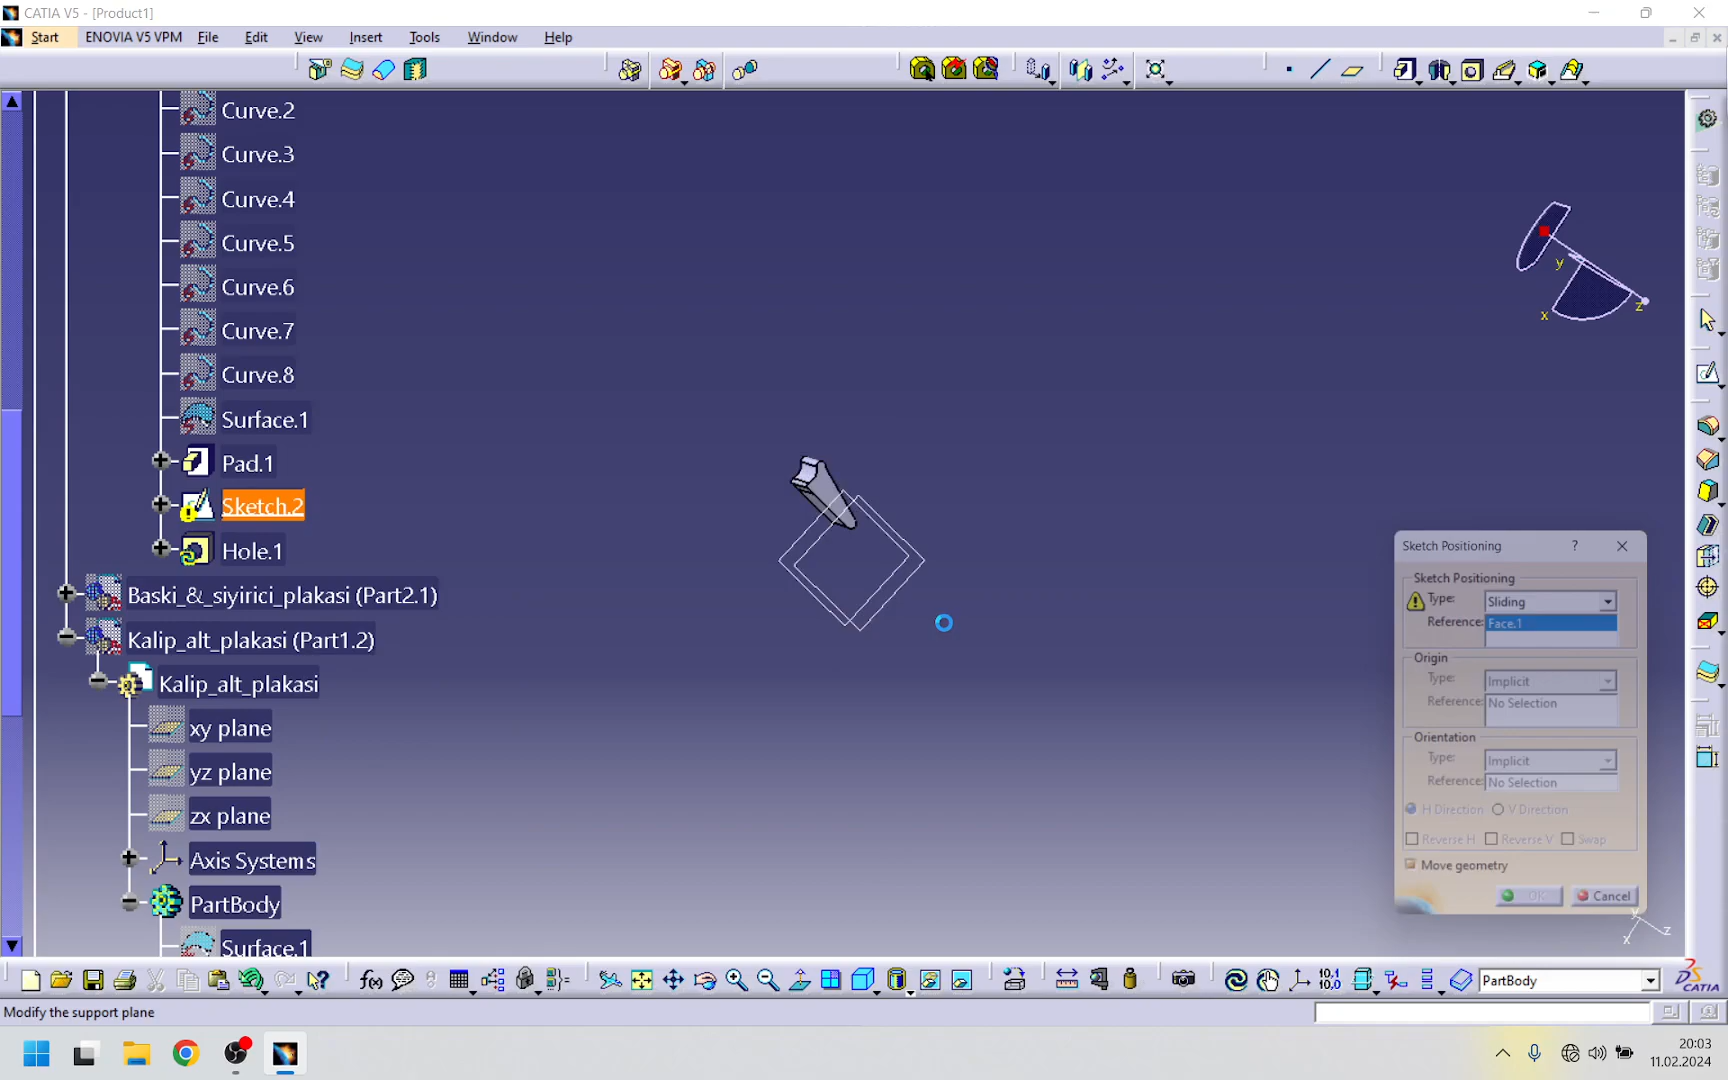 CATIA V5 - [Product1]
Start ENOVIA V5 VPM File Edit View Insert Tools Window Help
Curve.2
Curve.3
Curve.4
Curve.5
Curve.6
Curve.7
Curve.8
Surface.1
Pad.1
Sketch.2
Hole.1
Baski_&_siyirici_plakasi (Part2.1)
Kalip_alt_plakasi (Part1.2)
Kalip_alt_plakasi
xy plane
yz plane
zx plane
Axis Systems
PartBody
Surface.1
y
x
z
Sketch Positioning ?
Sketch Positioning
Type: Sliding
Reference: Face.1
Origin
Type: Implicit
Reference: No Selection
Orientation
Type: Implicit
Reference: No Selection
H Direction V Direction
Reverse H Reverse V Swap
Move geometry
OK Cancel
y
x
z
f(x) 10,1 10,0 PartBody
CATIA
Modify the support plane
20:03
11.02.2024